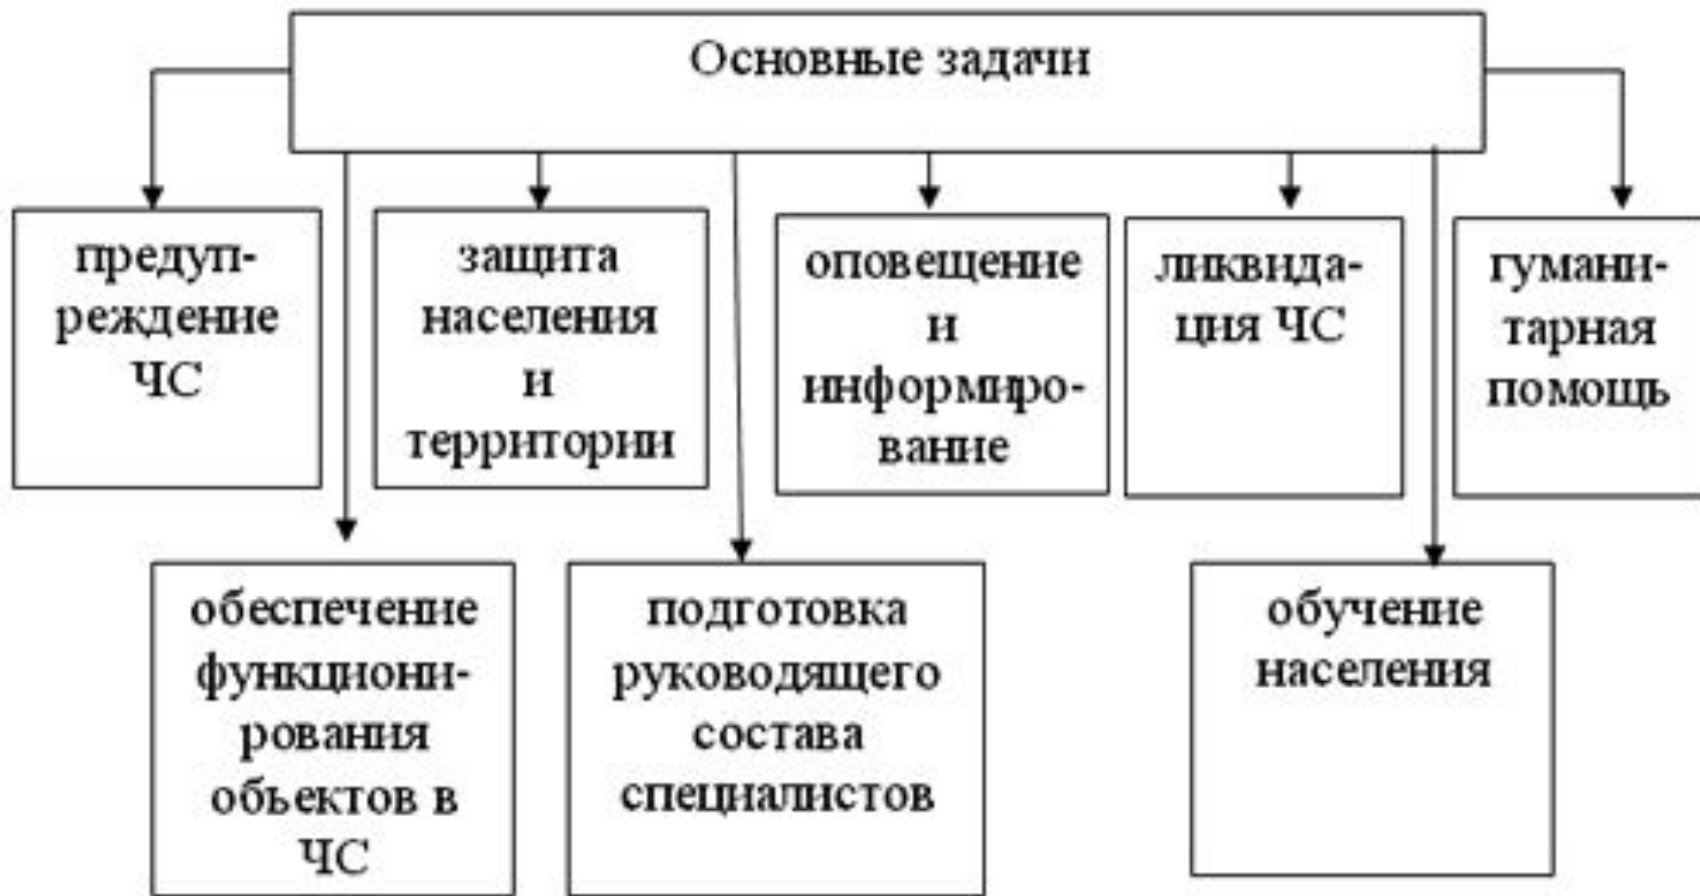 Основные задачи
предуп-
реждение
ЧС
защита
населения
и
территории
оповещение
и
информиро-
вание
ликвида-
ция ЧС
гумани-
тарная
помощь
обеспечение
функциони-
рования
объектов в
ЧС
подготовка
руководящего
состава
специалистов
обучение
населения